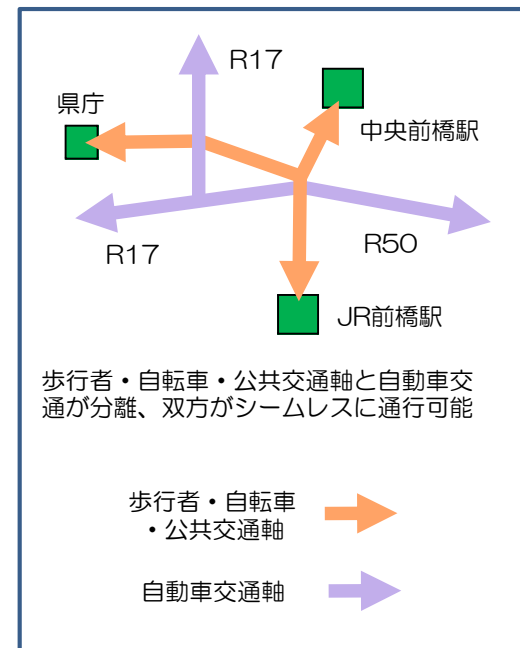 R17
県庁
中央前橋駅
R17
R50
JR前橋駅
歩行者・自転車・公共交通軸と自動車交
通が分離、双方がシームレスに通行可能
歩行者・自転車
・公共交通軸
自動車交通軸